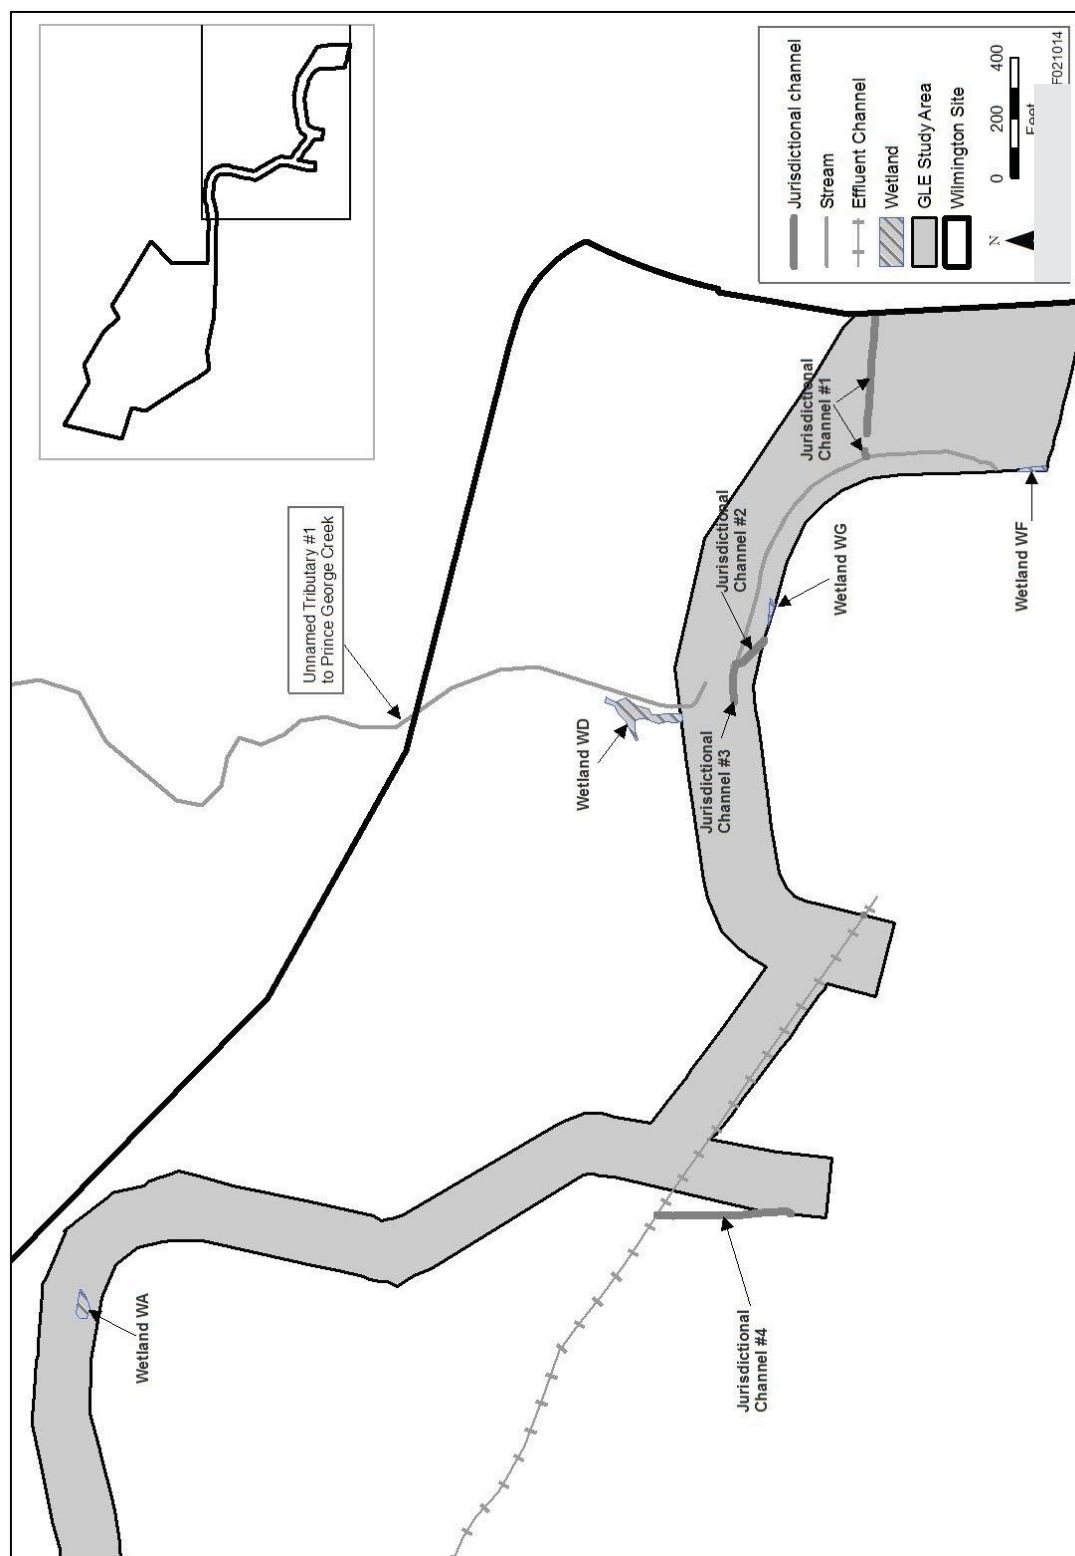 Unnamed Tributary #1
to Prince George Creek
Wetland WA
Wetland WD
Jurisdictional
Channel #3
Jurisdictional
Channel #2
Jurisdictional
Channel #1
Wetland WG
Wetland WF
Jurisdictional
Channel #4
Jurisdictional channel
Stream
Effluent Channel
Wetland
GLE Study Area
Wilmington Site
N
0 200 400
Feet
F021014